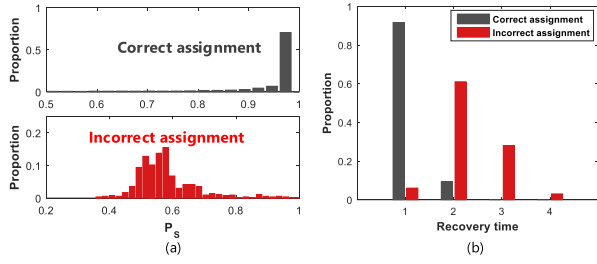 Proportion
1
0.5
0
Correct assignment
0.5 0.6 0.7 0.8 0.9 1
Proportion
0.2
0.1
0
Incorrect assignment
0.2 0.4 0.6 0.8 1
P_S
(a)
Proportion
1
0.8
0.6
0.4
0.2
0
Correct assignment
Incorrect assignment
1 2 3 4
Recovery time
(b)